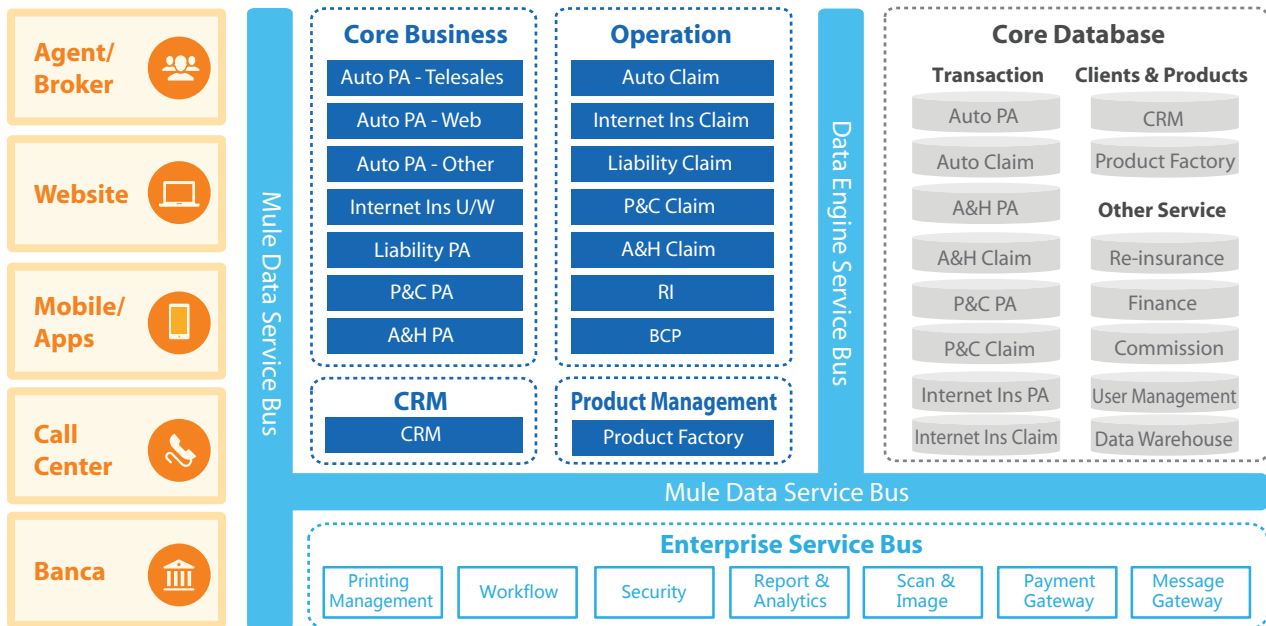 Agent/
Broker
Website
Mobile/
Apps
Call
Center
Banca
Mule Data Service Bus
Core Business
Auto PA - Telesales
Auto PA - Web
Auto PA - Other
Internet Ins U/W
Liability PA
P&C PA
A&H PA
Operation
Auto Claim
Internet Ins Claim
Liability Claim
P&C Claim
A&H Claim
RI
BCP
CRM
CRM
Product Management
Product Factory
Data Engine Service Bus
Core Database
Transaction
Auto PA
Auto Claim
A&H PA
A&H Claim
P&C PA
P&C Claim
Internet Ins PA
Internet Ins Claim
Clients & Products
CRM
Product Factory
Other Service
Re-insurance
Finance
Commission
User Management
Data Warehouse
Mule Data Service Bus
Enterprise Service Bus
Printing
Management
Workflow
Security
Report &
Analytics
Scan &
Image
Payment
Gateway
Message
Gateway